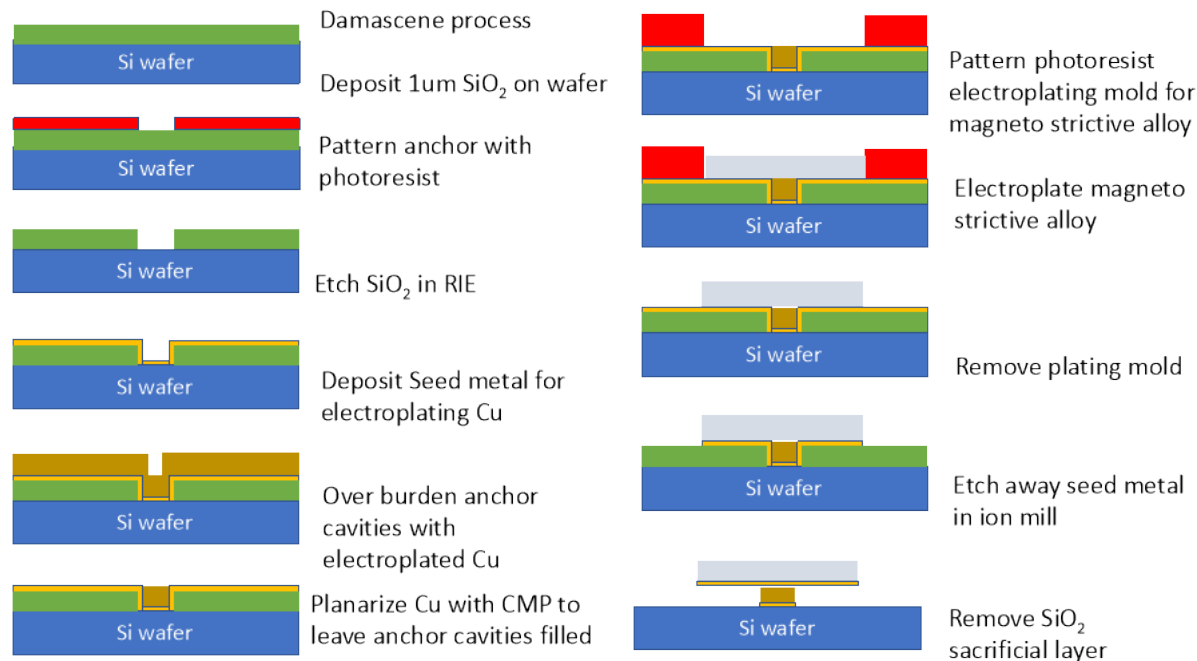 Damascene process
Si wafer
Deposit 1um SiO₂ on wafer
Si wafer
Pattern anchor with
photoresist
Si wafer
Etch SiO₂ in RIE
Si wafer
Deposit Seed metal for
electroplating Cu
Si wafer
Over burden anchor
cavities with
electroplated Cu
Si wafer
Planarize Cu with CMP to
leave anchor cavities filled
Si wafer
Pattern photoresist
electroplating mold for
magneto strictive alloy
Si wafer
Electroplate magneto
strictive alloy
Si wafer
Remove plating mold
Si wafer
Etch away seed metal
in ion mill
Si wafer
Remove SiO₂
sacrificial layer